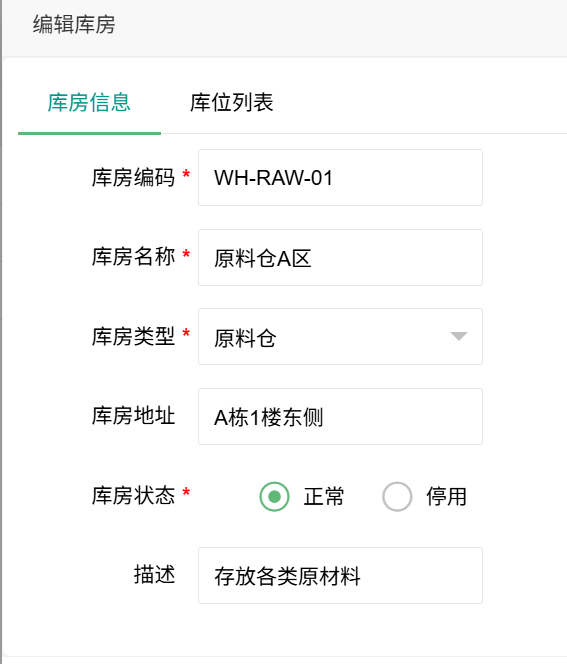 编辑库房
库房信息 库位列表
库房编码 * WH-RAW-01
库房名称 * 原料仓A区
库房类型 * 原料仓
库房地址 A栋1楼东侧
库房状态 * 正常 停用
描述 存放各类原材料